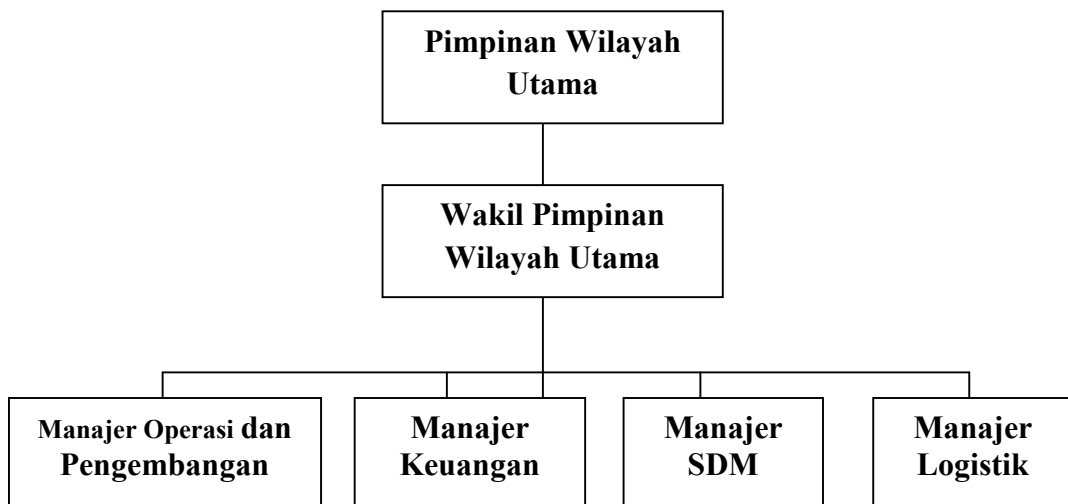 Pimpinan Wilayah
Utama
Wakil Pimpinan
Wilayah Utama
Manajer Operasi dan
Pengembangan
Manajer
Keuangan
Manajer
SDM
Manajer
Logistik